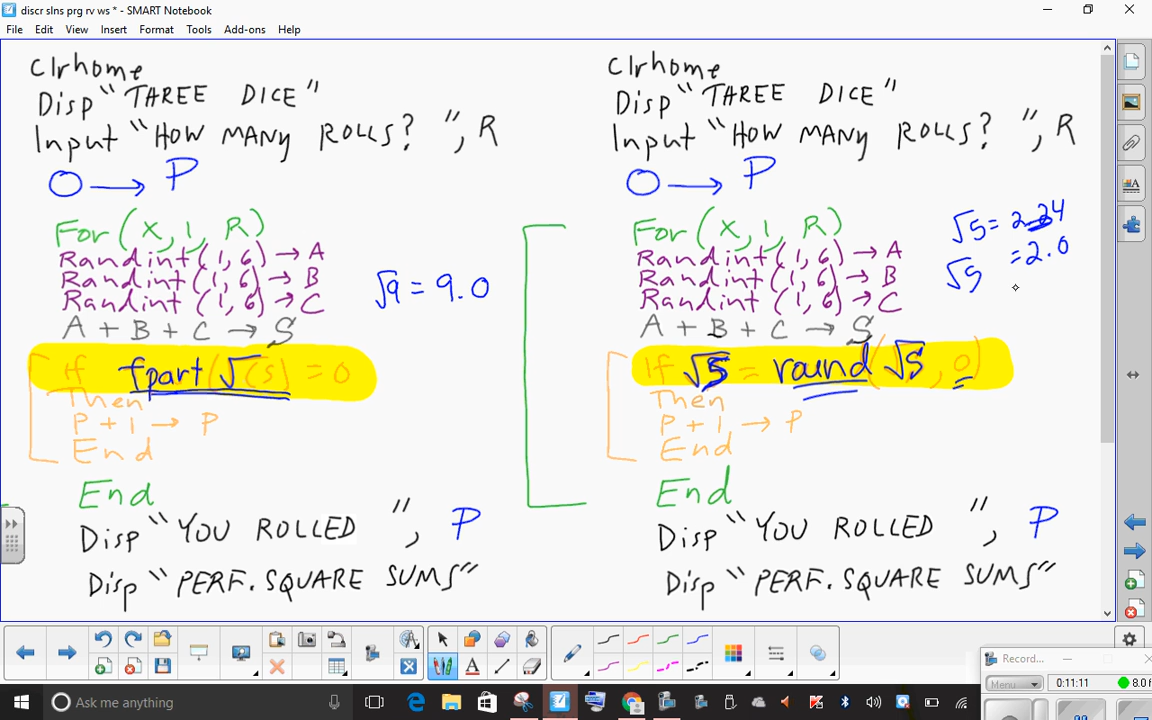 discr slns prg rv ws * - SMART Notebook
File Edit View Insert Format Tools Add-ons Help
Clrhome
Disp "THREE DICE"
Input "HOW MANY ROLLS? ", R
0 → P
For(X, 1, R)
Randint(1, 6) → A
Randint(1, 6) → B
Randint(1, 6) → C
A + B + C → S
If fpart(√(S) = 0
Then
P + 1 → P
End
End
Disp "YOU ROLLED ", P
Disp "PERF. SQUARE SUMS"
√9 = 9.0
Clrhome
Disp "THREE DICE"
Input "HOW MANY ROLLS? ", R
0 → P
For(X, 1, R)
Randint(1, 6) → A
Randint(1, 6) → B
Randint(1, 6) → C
A + B + C → S
If √S = round(√S, 0)
Then
P + 1 → P
End
End
Disp "YOU ROLLED ", P
Disp "PERF. SQUARE SUMS"
√5 = 2.24
= 2.0
√5
Record...
Menu
0:11:11
8.0 f
Ask me anything